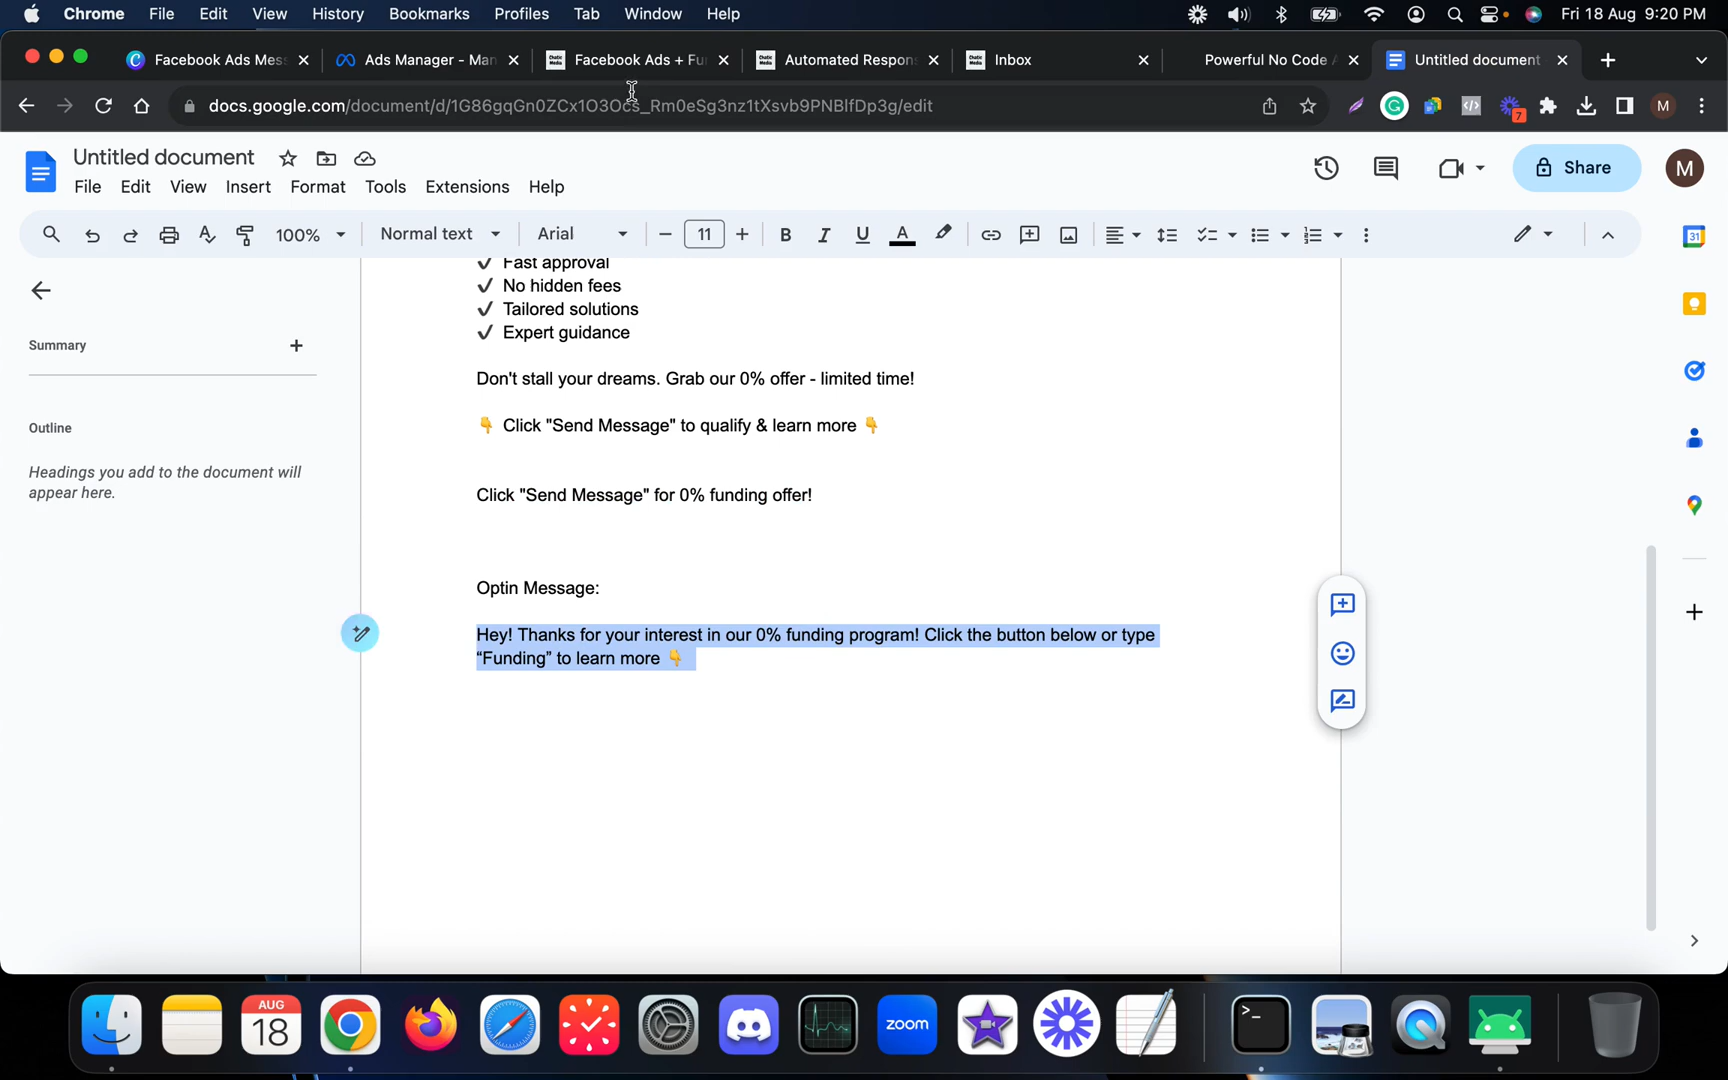 Chrome File Edit View History Bookmarks Profiles Tab Window Help Fri 18 Aug 9:20 PM
Facebook Ads Mes Ads Manager - Man Facebook Ads + Fu Automated Respon Inbox Powerful No Code Untitled document
docs.google.com/document/d/1G86gqGn0ZCx1O3Ocs_Rm0eSg3nz1tXsvb9PNBlfDp3g/edit 7 M
Untitled document
File Edit View Insert Format Tools Extensions Help
Share M
100% Normal text Arial 11
31
✓ Fast approval
✓ No hidden fees
✓ Tailored solutions
✓ Expert guidance
Summary
Don't stall your dreams. Grab our 0% offer - limited time!
👇 Click "Send Message" to qualify & learn more 👇
Outline
Headings you add to the document will
appear here.
Click "Send Message" for 0% funding offer!
Optin Message:
Hey! Thanks for your interest in our 0% funding program! Click the button below or type
“Funding” to learn more 👇
AUG
18
zoom